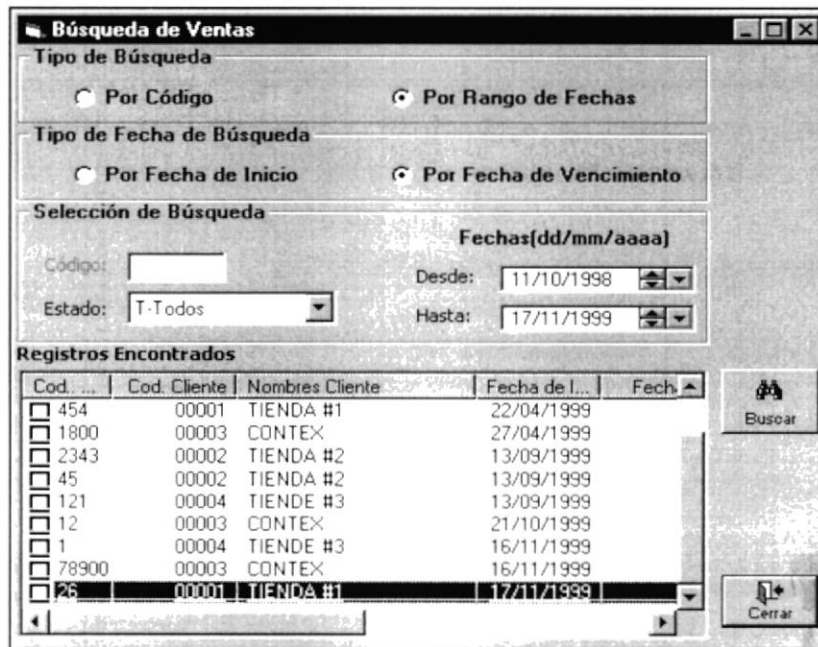 Búsqueda de Ventas
Tipo de Búsqueda
Por Código Por Rango de Fechas
Tipo de Fecha de Búsqueda
Por Fecha de Inicio Por Fecha de Vencimiento
Selección de Búsqueda
Fechas(dd/mm/aaaa)
Código:
Desde: 11/10/1998
Estado: T-Todos
Hasta: 17/11/1999
Registros Encontrados
Cod.... Cod. Cliente Nombres Cliente Fecha de I... Fech
454 00001 TIENDA #1 22/04/1999
1800 00003 CONTEX 27/04/1999
2343 00002 TIENDA #2 13/09/1999
45 00002 TIENDA #2 13/09/1999
121 00004 TIENDE #3 13/09/1999
12 00003 CONTEX 21/10/1999
1 00004 TIENDE #3 16/11/1999
78900 00003 CONTEX 16/11/1999
26 00001 TIENDA #1 17/11/1999
Buscar
Cerrar